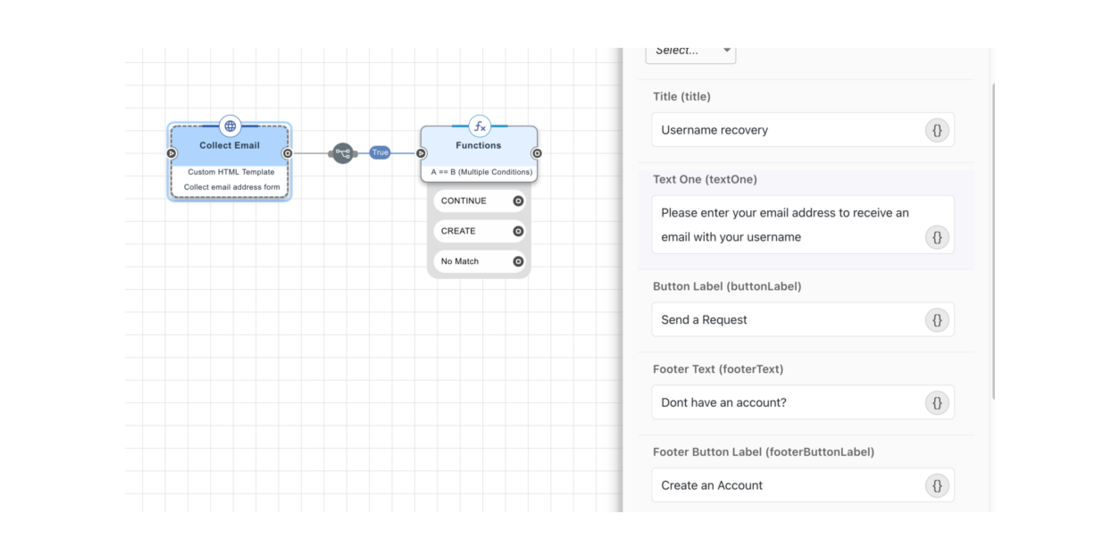 Select...
Title (title)
Username recovery
{}
Text One (textOne)
Please enter your email address to receive an
email with your username
{}
Button Label (buttonLabel)
Send a Request
{}
Footer Text (footerText)
Dont have an account?
{}
Footer Button Label (footerButtonLabel)
Create an Account
{}
Collect Email
Custom HTML Template
Collect email address form
True
fx
Functions
A == B (Multiple Conditions)
CONTINUE
CREATE
No Match